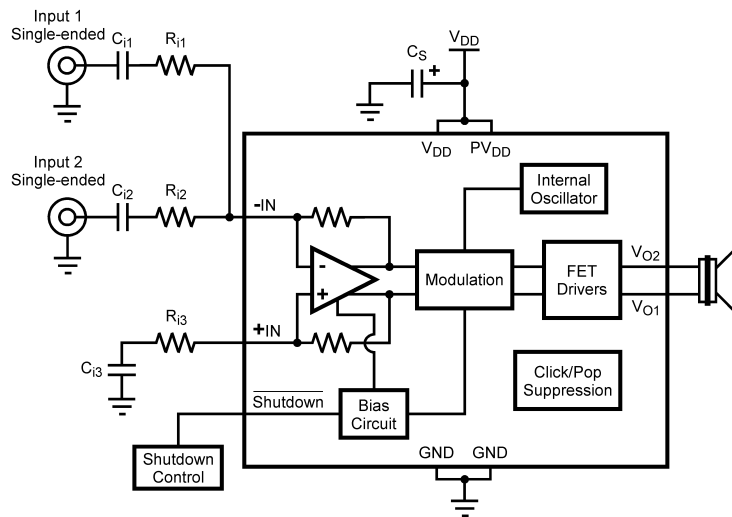 Input 1
Single-ended
Ci1
Ri1
CS
+
VDD
VDD
PVDD
Input 2
Single-ended
Ci2
Ri2
-IN
Internal
Oscillator
-
+
Modulation
FET
Drivers
VO2
VO1
Ri3
+IN
Ci3
Click/Pop
Suppression
Shutdown
Bias
Circuit
Shutdown
Control
GND
GND